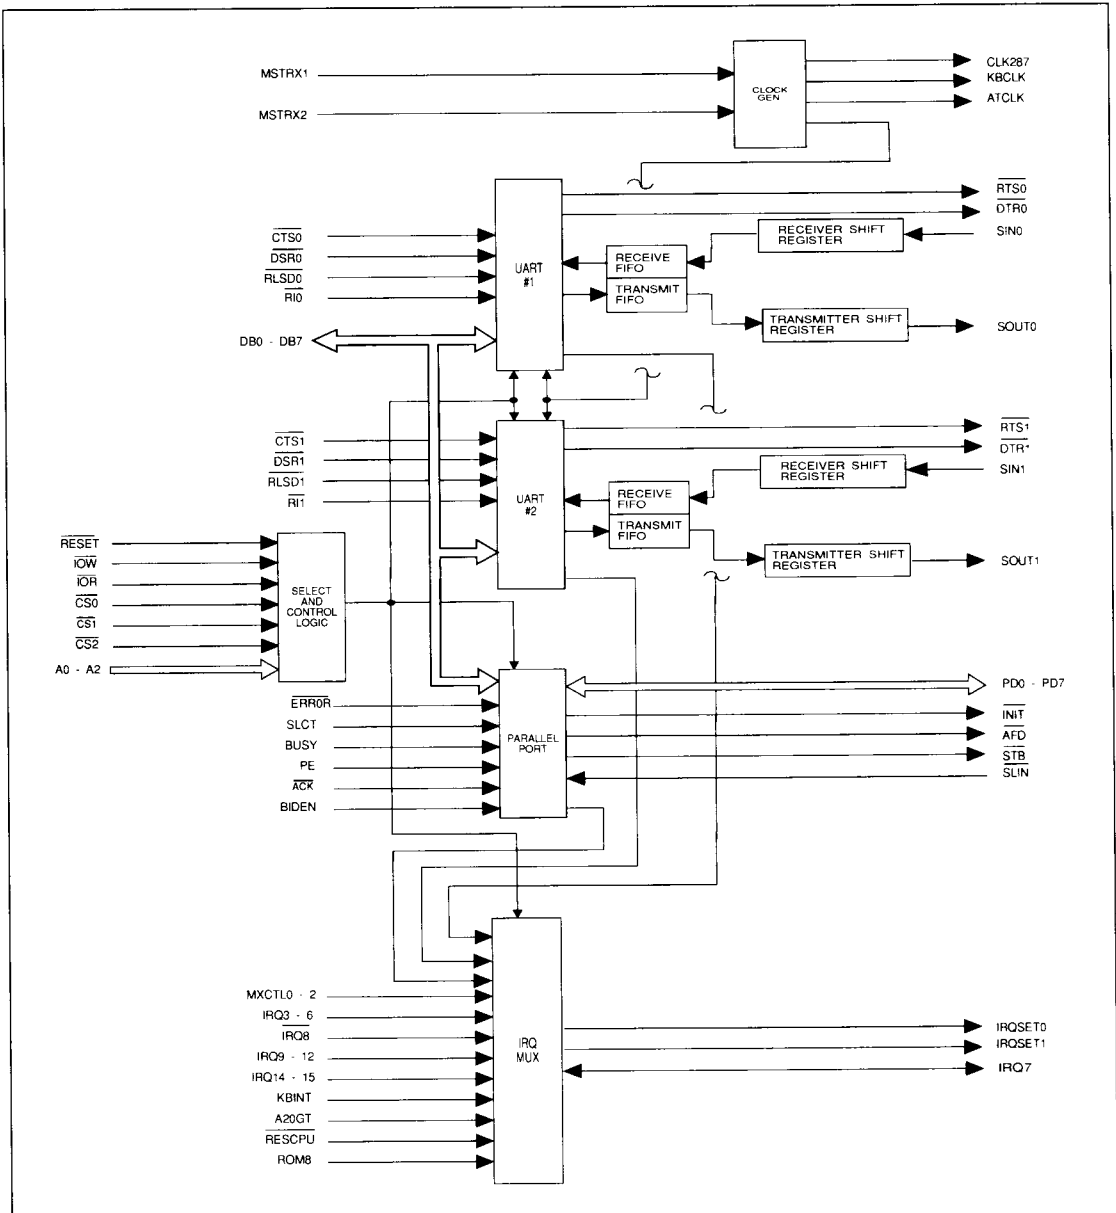 MSTRX1
MSTRX2
CLOCK
GEN
CLK287
KBCLK
ATCLK
RTS0
DTR0
SIN0
CTS0
DSR0
RLSD0
RI0
UART
#1
RECEIVE
FIFO
TRANSMIT
FIFO
RECEIVER SHIFT
REGISTER
TRANSMITTER SHIFT
REGISTER
SOUT0
DB0 - DB7
CTS1
DSR1
RLSD1
RI1
UART
#2
RTS1
DTR1
SIN1
RECEIVER SHIFT
REGISTER
RECEIVE
FIFO
TRANSMIT
FIFO
TRANSMITTER SHIFT
REGISTER
SOUT1
RESET
IOW
IOR
CS0
CS1
CS2
A0 - A2
SELECT
AND
CONTROL
LOGIC
ERROR
SLCT
BUSY
PE
ACK
BIDEN
PARALLEL
PORT
PD0 - PD7
INIT
AFD
STB
SLIN
MXCTL0 - 2
IRQ3 - 6
IRQ8
IRQ9 - 12
IRQ14 - 15
KBINT
A20GT
RESCPU
ROM8
IRQ
MUX
IRQSET0
IRQSET1
IRQ7